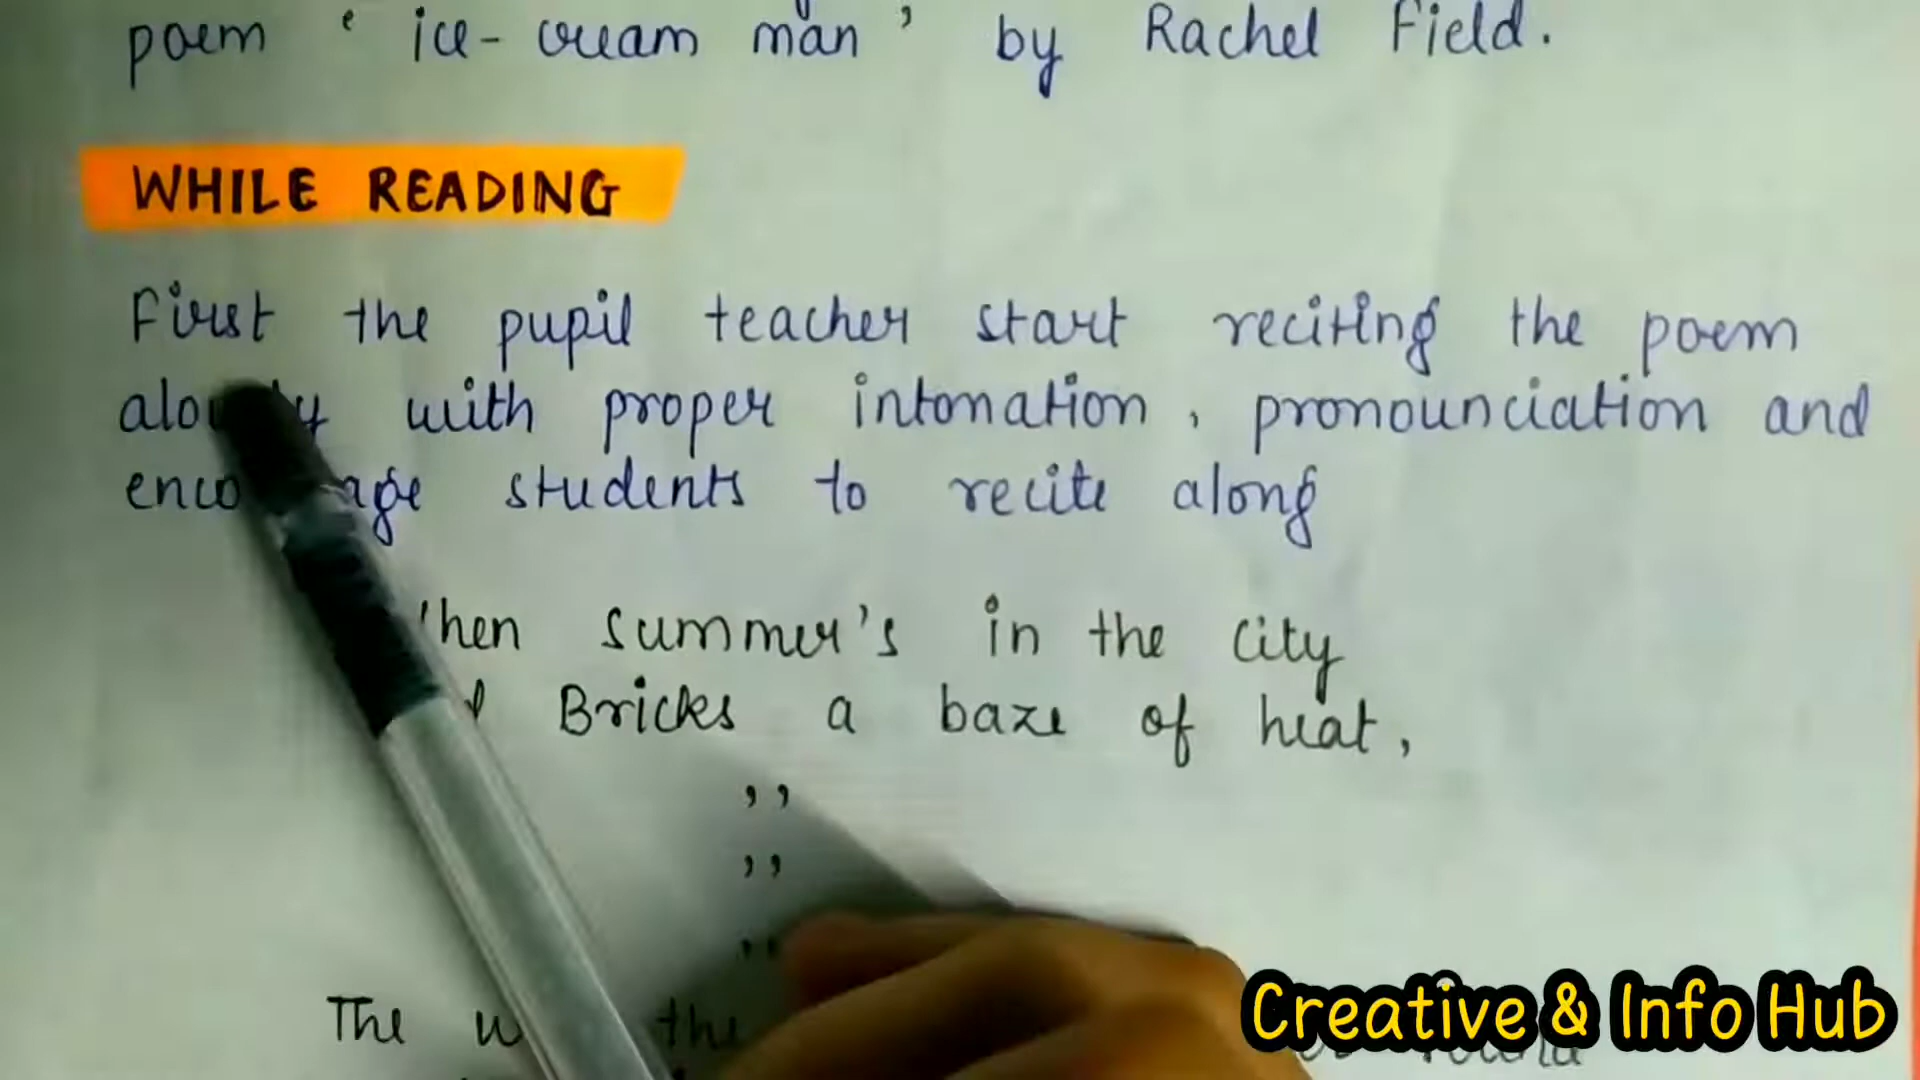 poem ' ice-cream man ' by Rachel Field.
WHILE READING
First the pupil teacher start reciting the poem
with proper intonation, pronounciation and
students to recite along
summer's in the city
Bricks a baze of heat,
,,
,,
,,
The the
Creative & Info Hub